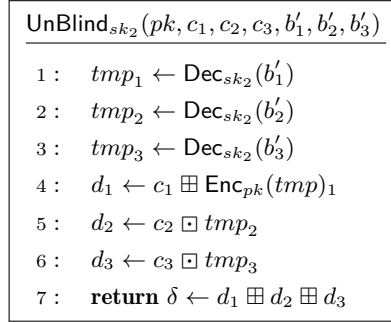 UnBlind_{sk_2}(pk, c_1, c_2, c_3, b'_1, b'_2, b'_3)
1 : tmp_1 ← Dec_{sk_2}(b'_1)
2 : tmp_2 ← Dec_{sk_2}(b'_2)
3 : tmp_3 ← Dec_{sk_2}(b'_3)
4 : d_1 ← c_1 ⊞ Enc_{pk}(tmp)_1
5 : d_2 ← c_2 ⊡ tmp_2
6 : d_3 ← c_3 ⊡ tmp_3
7 : return δ ← d_1 ⊞ d_2 ⊞ d_3